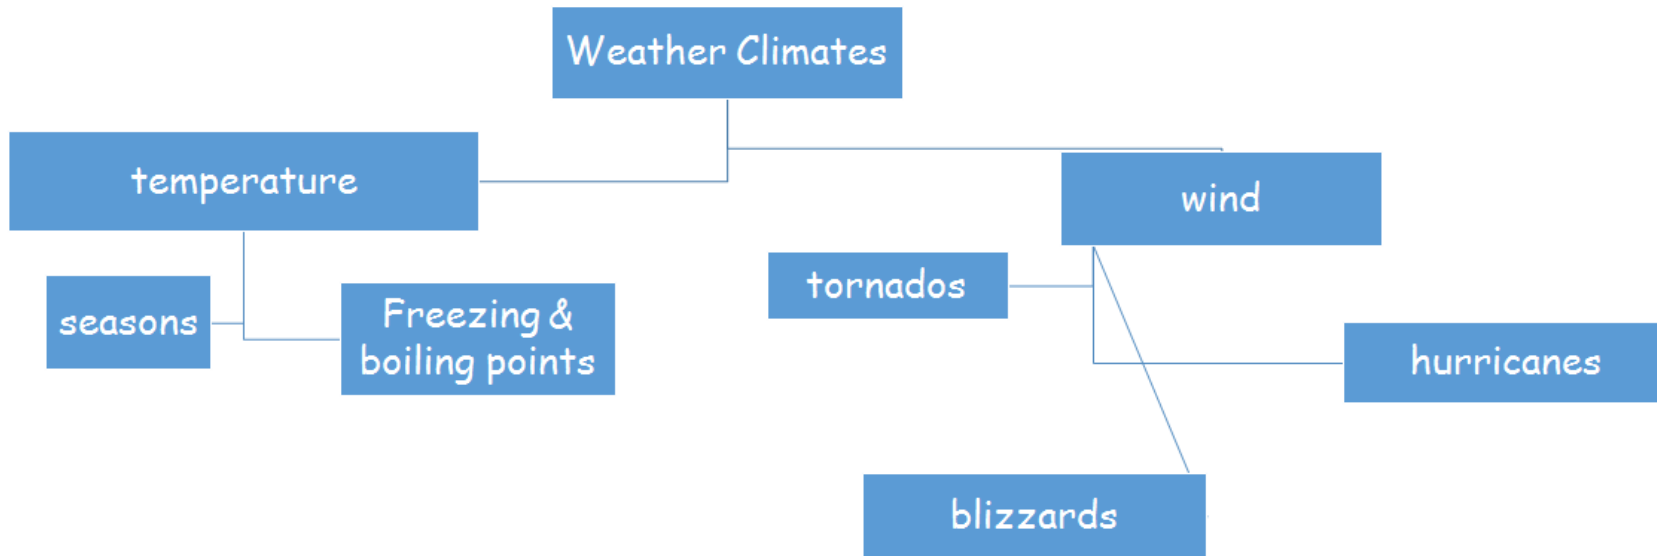 Weather Climates
temperature
wind
seasons
Freezing &
boiling points
tornados
hurricanes
blizzards